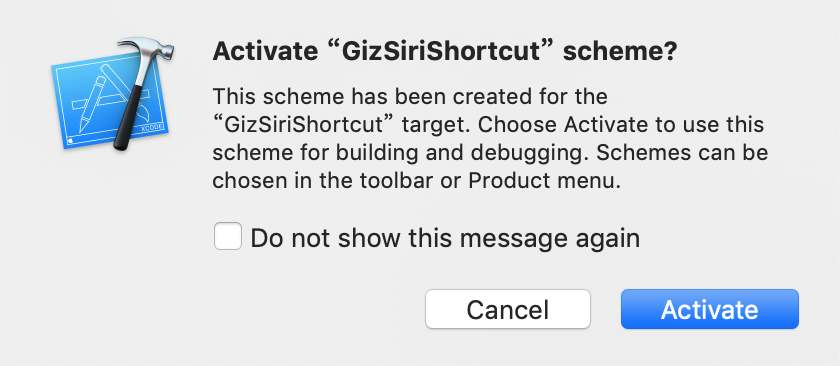 Activate “GizSiriShortcut” scheme?
This scheme has been created for the
“GizSiriShortcut” target. Choose Activate to use this
scheme for building and debugging. Schemes can be
chosen in the toolbar or Product menu.
Do not show this message again
Cancel
Activate
XCODE